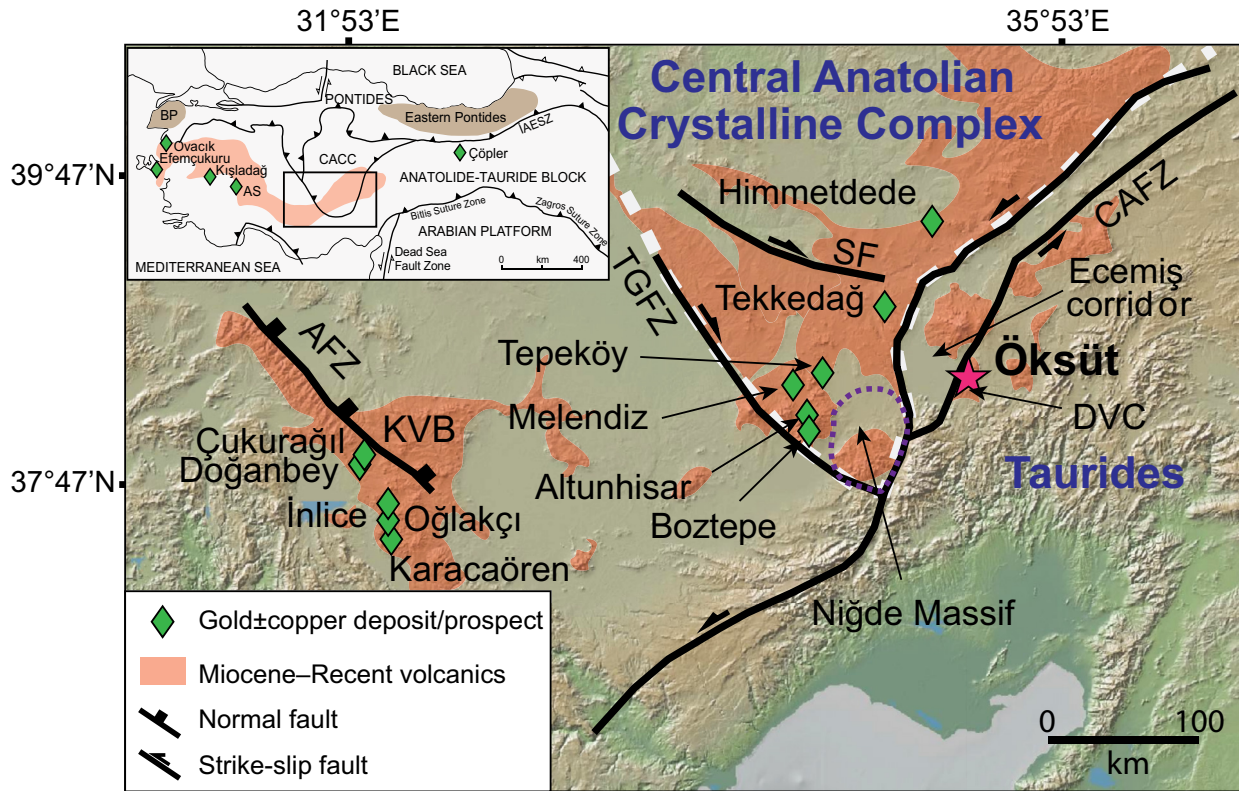 31°53’E
35°53’E
39°47’N
37°47’N
BLACK SEA
PONTIDES
BP
Eastern Pontides
IAESZ
Ovacık
Efemçukuru
Kışladağ
AS
CACC
Çöpler
ANATOLIDE-TAURIDE BLOCK
Bitlis Suture Zone
Zagros Suture Zone
ARABIAN PLATFORM
Dead Sea
Fault Zone
MEDITERRANEAN SEA
0 km 400
Central Anatolian
Crystalline Complex
Himmetdede
SF
CAFZ
TGFZ
Tekkedağ
Ecemiş
corridor
AFZ
Tepeköy
Öksüt
Melendiz
DVC
KVB
Çukurağıl
Doğanbey
Altunhisar
Taurides
İnlice
Oğlakçı
Boztepe
Karacaören
Niğde Massif
Gold±copper deposit/prospect
Miocene–Recent volcanics
Normal fault
Strike-slip fault
0 100
km